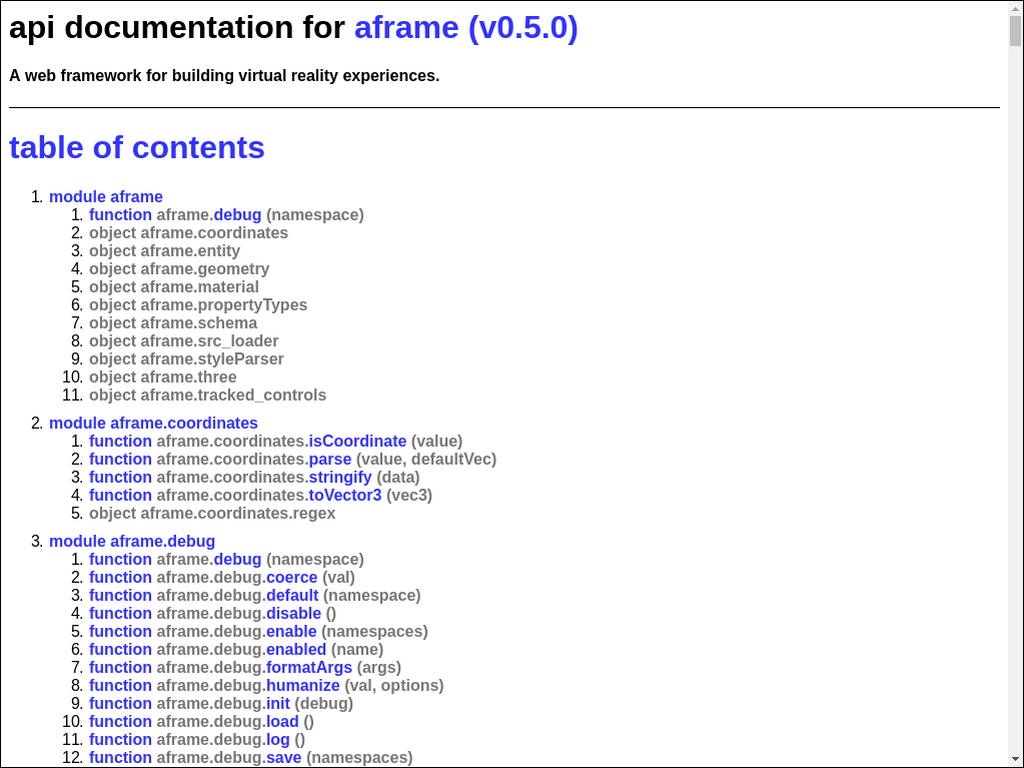 api documentation for aframe (v0.5.0)
A web framework for building virtual reality experiences.
table of contents
1. module aframe
1. function aframe.debug (namespace)
2. object aframe.coordinates
3. object aframe.entity
4. object aframe.geometry
5. object aframe.material
6. object aframe.propertyTypes
7. object aframe.schema
8. object aframe.src_loader
9. object aframe.styleParser
10. object aframe.three
11. object aframe.tracked_controls
2. module aframe.coordinates
1. function aframe.coordinates.isCoordinate (value)
2. function aframe.coordinates.parse (value, defaultVec)
3. function aframe.coordinates.stringify (data)
4. function aframe.coordinates.toVector3 (vec3)
5. object aframe.coordinates.regex
3. module aframe.debug
1. function aframe.debug (namespace)
2. function aframe.debug.coerce (val)
3. function aframe.debug.default (namespace)
4. function aframe.debug.disable ()
5. function aframe.debug.enable (namespaces)
6. function aframe.debug.enabled (name)
7. function aframe.debug.formatArgs (args)
8. function aframe.debug.humanize (val, options)
9. function aframe.debug.init (debug)
10. function aframe.debug.load ()
11. function aframe.debug.log ()
12. function aframe.debug.save (namespaces)